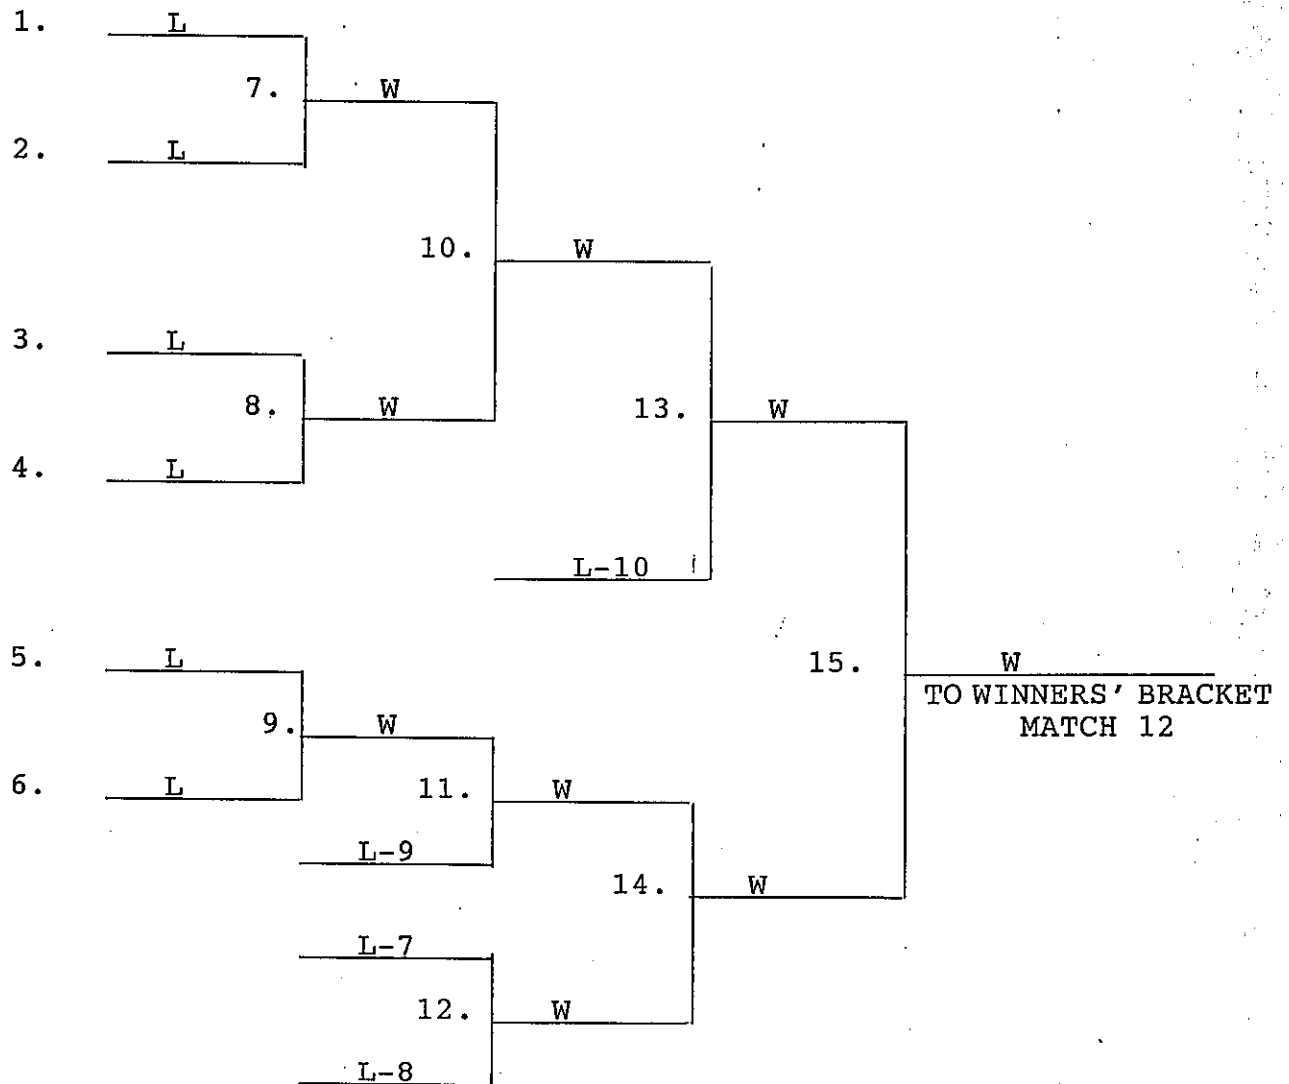 1. L
7. W
2. L
10. W
3. L
8. W
13. W
4. L
L-10
5. L
15. W
TO WINNERS' BRACKET
MATCH 12
9. W
6. L
11. W
L-9
14. W
L-7
12. W
L-8